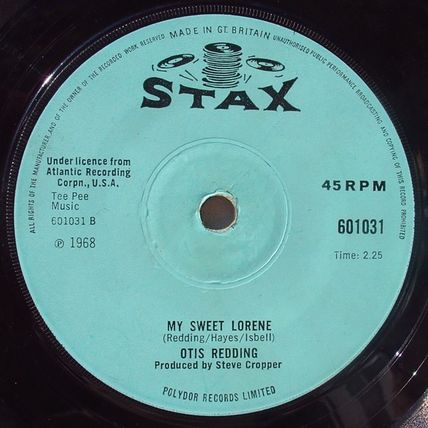 ALL RIGHTS OF THE MANUFACTURER AND OF THE OWNER OF THE RECORDED WORK RESERVED
MADE IN GT. BRITAIN
UNAUTHORISED PUBLIC PERFORMANCE BROADCASTING AND COPYING OF THIS RECORD PROHIBITED
STAX
Under licence from
Atlantic Recording
Corpn., U.S.A.
Tee Pee
Music
601031 B
℗ 1968
45 RPM
601031
Time: 2.25
MY SWEET LORENE
(Redding/Hayes/Isbell)
OTIS REDDING
Produced by Steve Cropper
POLYDOR RECORDS LIMITED